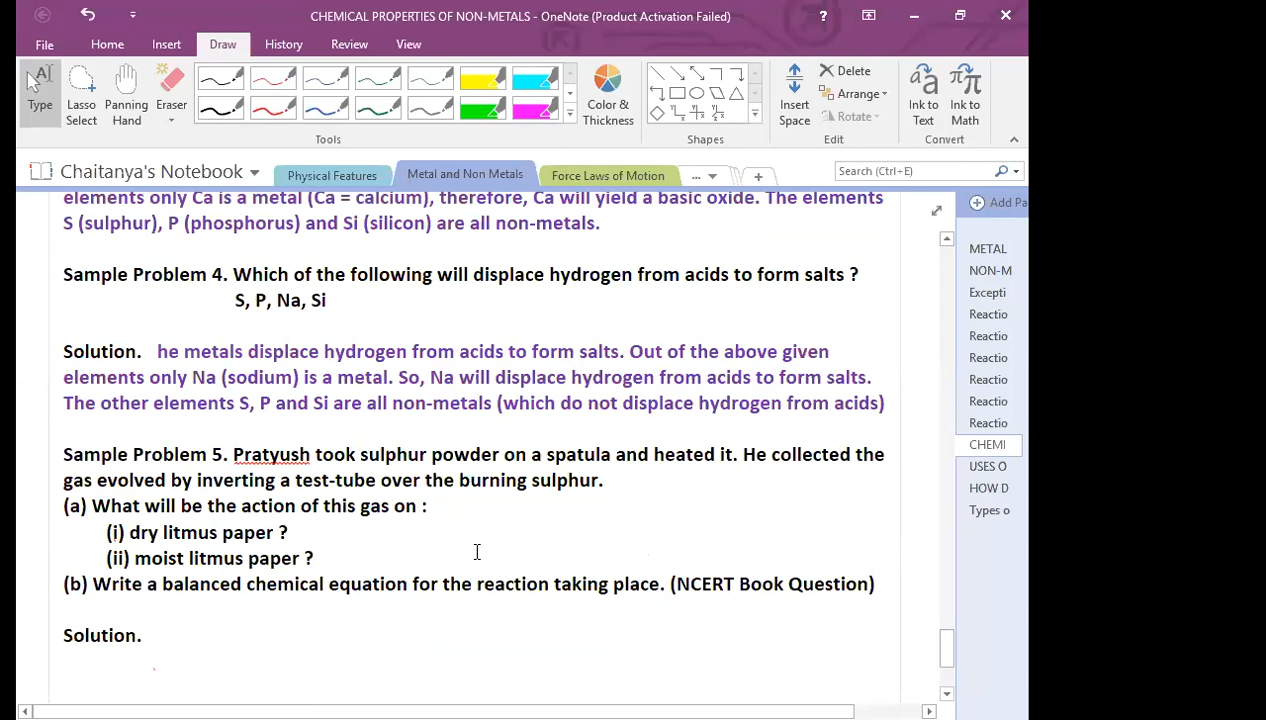 CHEMICAL PROPERTIES OF NON-METALS - OneNote (Product Activation Failed)
?
File Home Insert Draw History Review View
Type
Lasso Select
Panning Hand
Eraser
Color & Thickness
Insert Space
Delete
Arrange
Rotate
Ink to Text
Ink to Math
Tools Shapes Edit Convert
Chaitanya's Notebook Physical Features Metal and Non Metals Force Laws of Motion ... + Search (Ctrl+E)
elements only Ca is a metal (Ca = calcium), therefore, Ca will yield a basic oxide. The elements
S (sulphur), P (phosphorus) and Si (silicon) are all non-metals.
Sample Problem 4. Which of the following will displace hydrogen from acids to form salts ?
S, P, Na, Si
Solution. he metals displace hydrogen from acids to form salts. Out of the above given
elements only Na (sodium) is a metal. So, Na will displace hydrogen from acids to form salts.
The other elements S, P and Si are all non-metals (which do not displace hydrogen from acids)
Sample Problem 5. Pratyush took sulphur powder on a spatula and heated it. He collected the
gas evolved by inverting a test-tube over the burning sulphur.
(a) What will be the action of this gas on :
(i) dry litmus paper ?
(ii) moist litmus paper ?
(b) Write a balanced chemical equation for the reaction taking place. (NCERT Book Question)
Solution.
Add Pa
METAL
NON-M
Excepti
Reactio
Reactio
Reactio
Reactio
Reactio
Reactio
CHEMI
USES O
HOW D
Types o